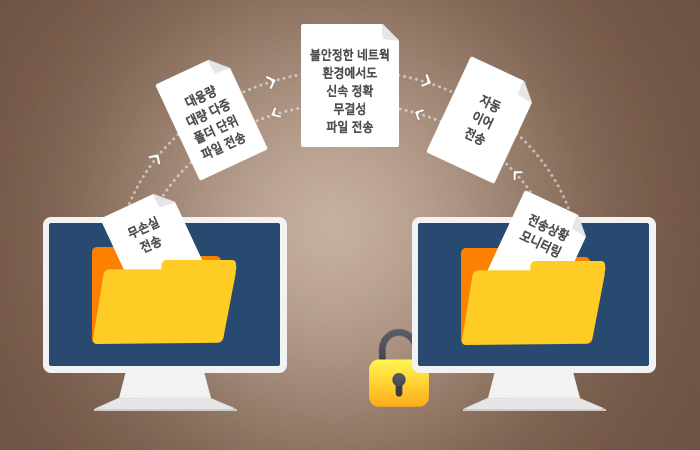 무손실
전송
대용량
대량 다중
폴더 단위
파일 전송
불안정한 네트웍
환경에서도
신속 정확
무결성
파일 전송
자동
이어
전송
전송상황
모니터링